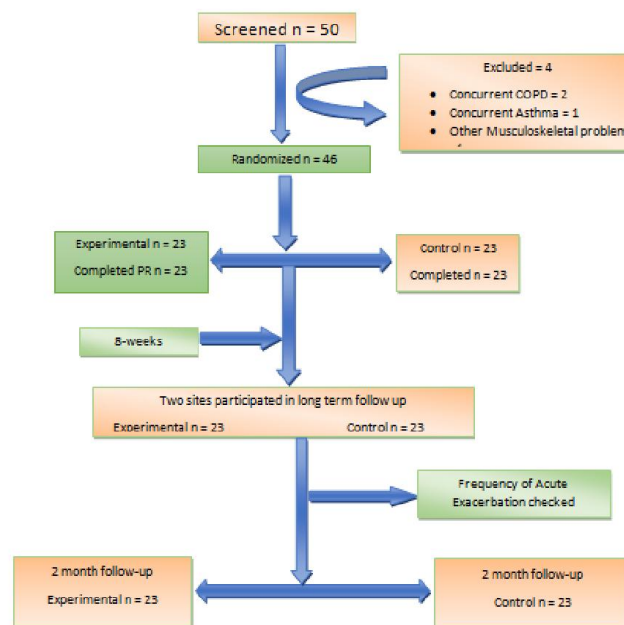 Screened n = 50
Excluded = 4
• Concurrent COPD = 2
• Concurrent Asthma = 1
• Other Musculoskeletal problem
Randomized n = 46
Experimental n = 23
Completed PR n = 23
Control n = 23
Completed n = 23
8-weeks
Two sites participated in long term follow up
Experimental n = 23 Control n = 23
Frequency of Acute
Exacerbation checked
2 month follow-up
Experimental n = 23
2 month follow-up
Control n = 23